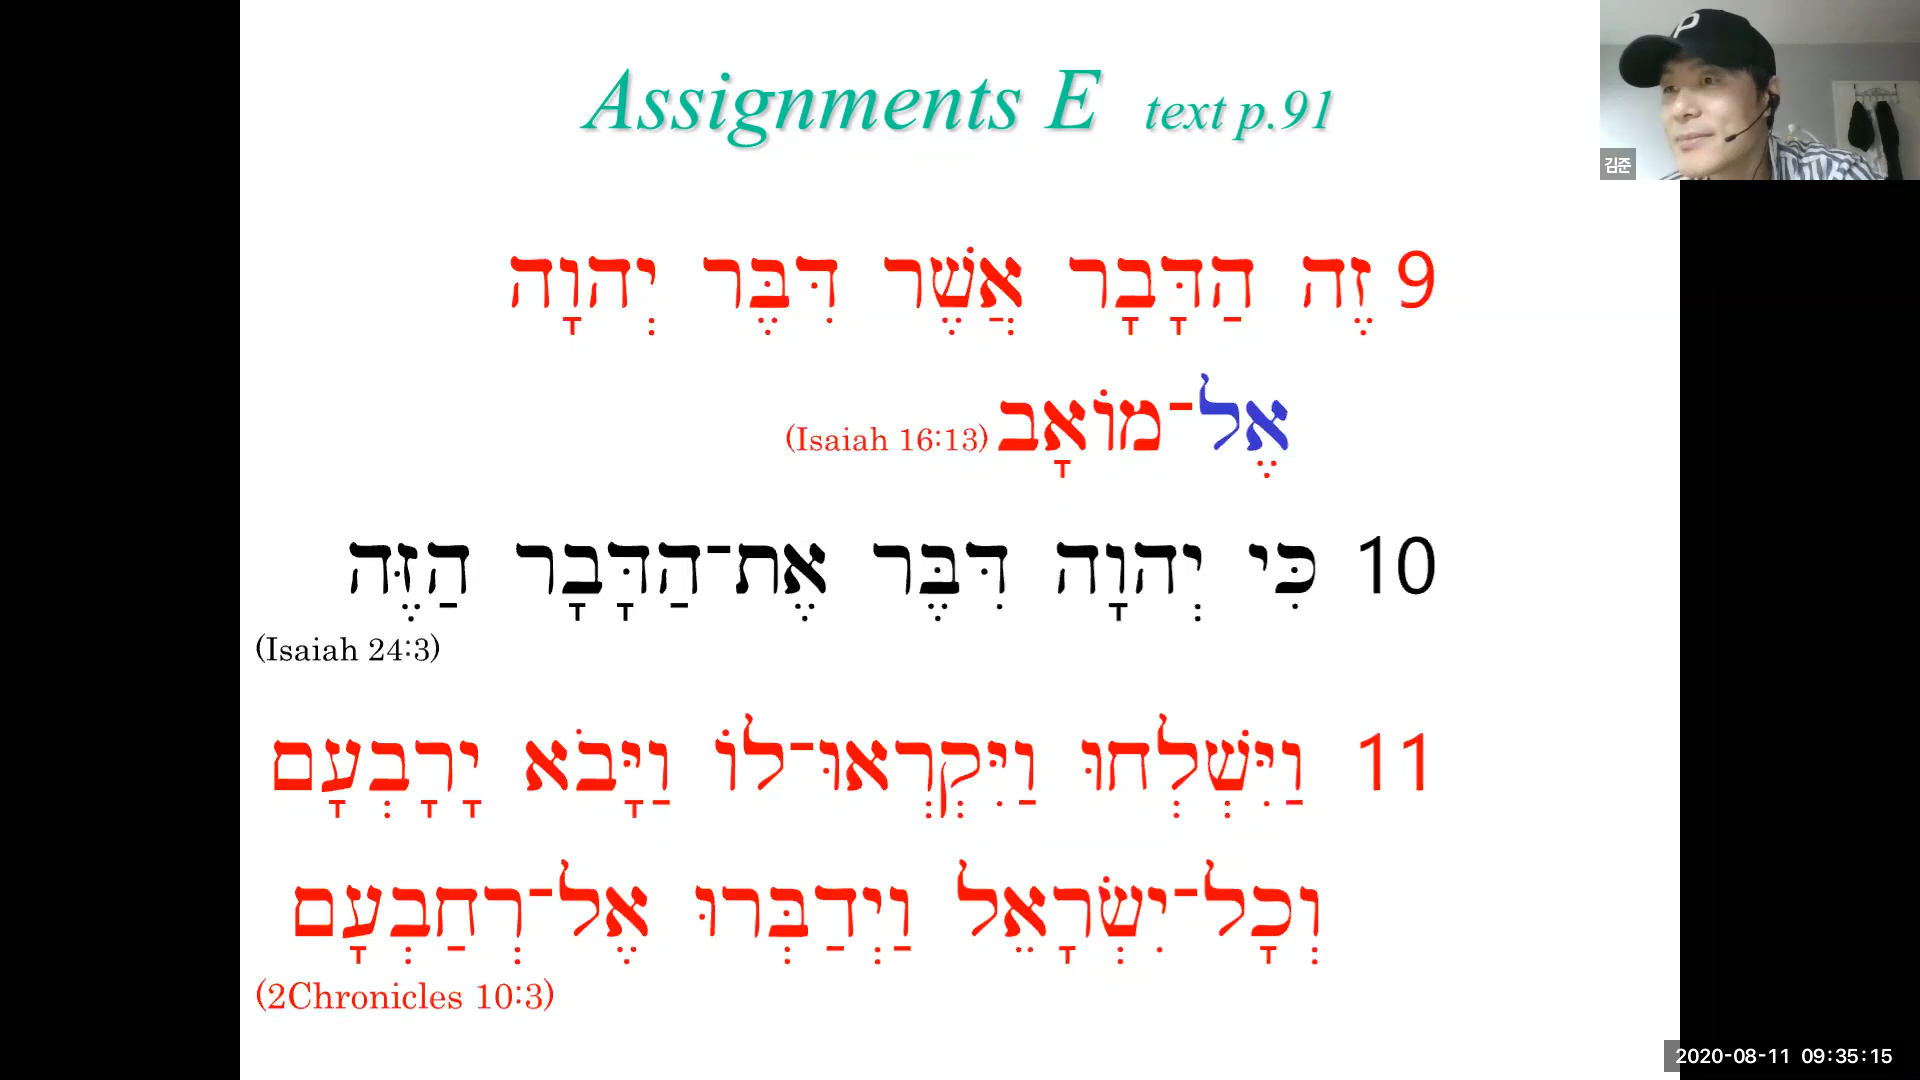 Assignments E text p.91
김준
9 זֶה הַדָּבָר אֲשֶׁר דִּבֶּר יְהוָה
אֶל־מוֹאָב (Isaiah 16:13)
10 כִּי יְהוָה דִּבֶּר אֶת־הַדָּבָר הַזֶּה
(Isaiah 24:3)
11 וַיִּשְׁלְחוּ וַיִּקְרְאוּ־לוֹ וַיָּבֹא יָרָבְעָם
וְכָל־יִשְׂרָאֵל וַיְדַבְּרוּ אֶל־רְחַבְעָם
(2Chronicles 10:3)
P
2020-08-11 09:35:15